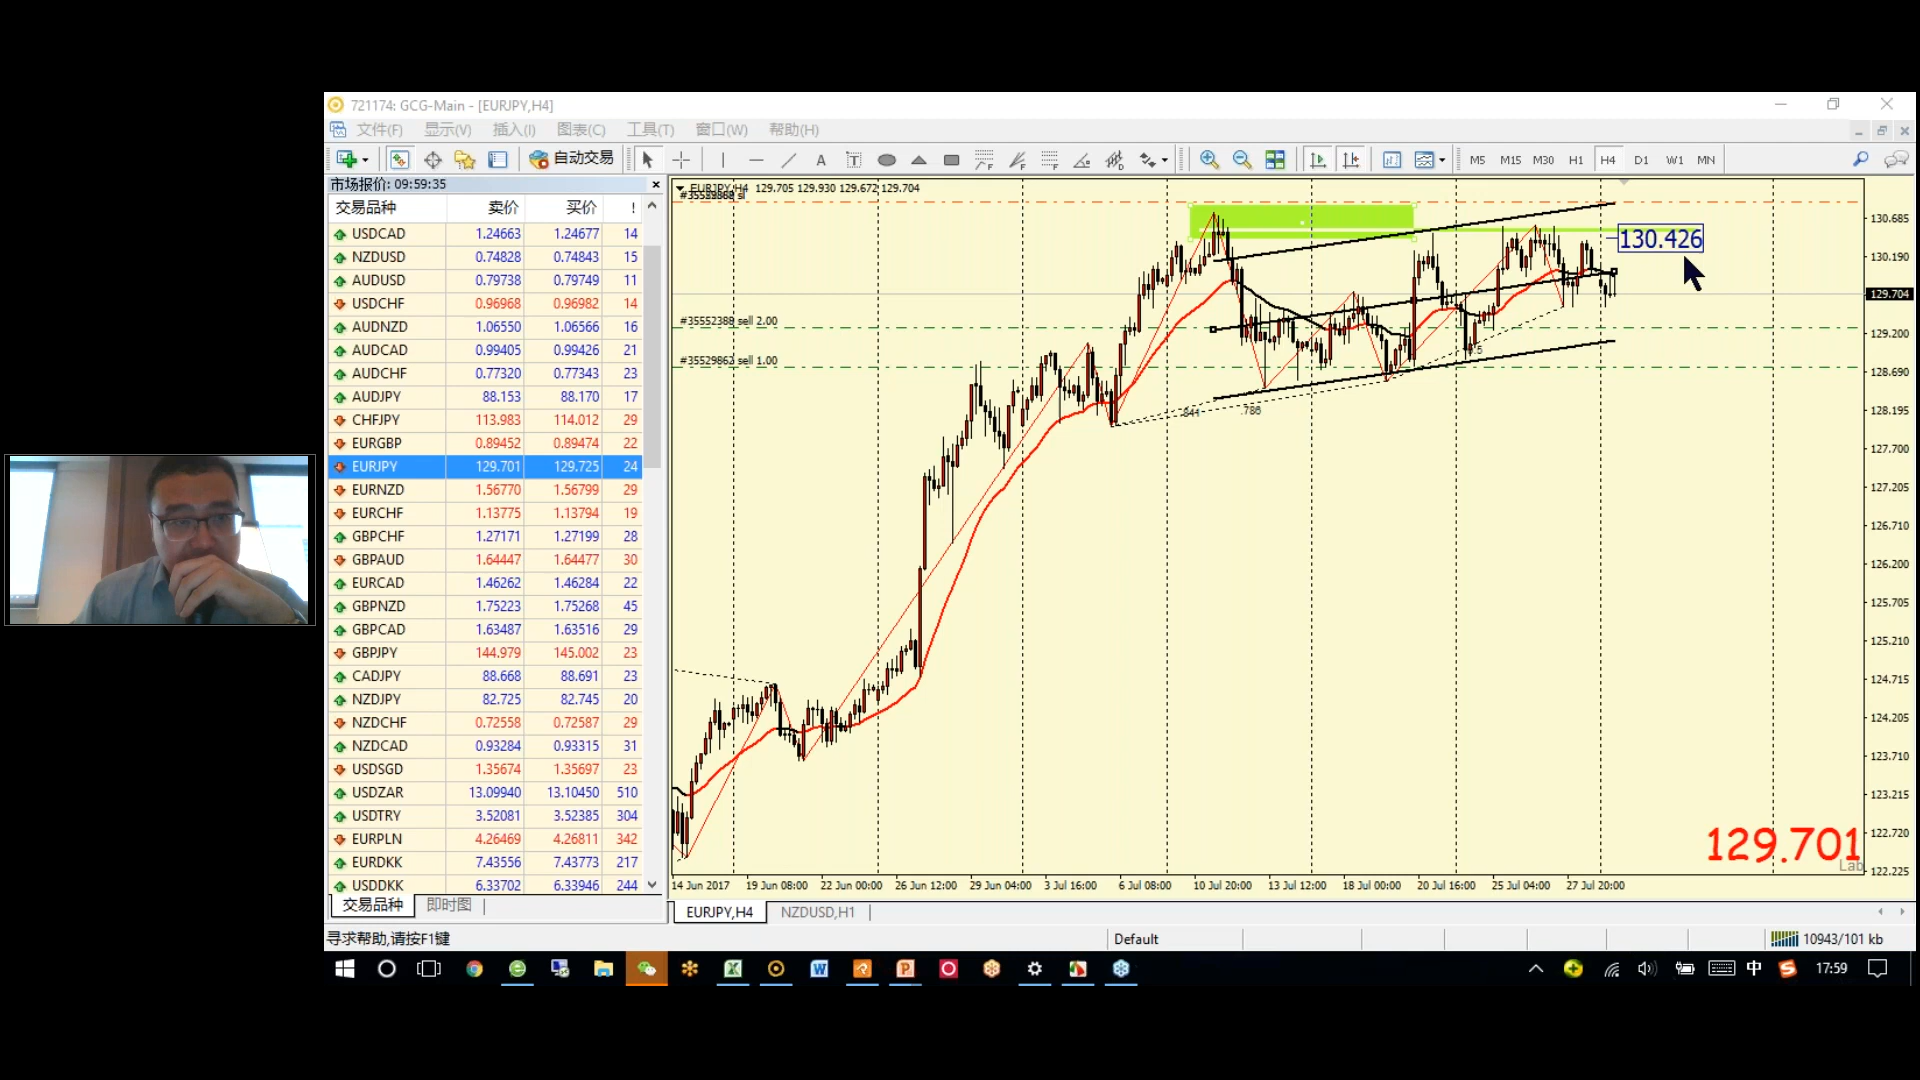 721174: GCG-Main - [EURJPY,H4]
文件(F) 显示(V) 插入(I) 图表(C) 工具(T) 窗口(W) 帮助(H)
自动交易 A T M5 M15 M30 H1 H4 D1 W1 MN
市场报价: 09:59:35
交易品种 卖价 买价 !
USDCAD 1.24663 1.24677 14
NZDUSD 0.74828 0.74843 15
AUDUSD 0.79738 0.79749 11
USDCHF 0.96968 0.96982 14
AUDNZD 1.06550 1.06566 16
AUDCAD 0.99405 0.99426 21
AUDCHF 0.77320 0.77343 23
AUDJPY 88.153 88.170 17
CHFJPY 113.983 114.012 29
EURGBP 0.89452 0.89474 22
EURJPY 129.701 129.725 24
EURNZD 1.56770 1.56799 29
EURCHF 1.13775 1.13794 19
GBPCHF 1.27171 1.27199 28
GBPAUD 1.64447 1.64477 30
EURCAD 1.46262 1.46284 22
GBPNZD 1.75223 1.75268 45
GBPCAD 1.63487 1.63516 29
GBPJPY 144.979 145.002 23
CADJPY 88.668 88.691 23
NZDJPY 82.725 82.745 20
NZDCHF 0.72558 0.72587 29
NZDCAD 0.93284 0.93315 31
USDSGD 1.35674 1.35697 23
USDZAR 13.09940 13.10450 510
USDTRY 3.52081 3.52385 304
EURPLN 4.26469 4.26811 342
EURDKK 7.43556 7.43773 217
USDDKK 6.33702 6.33946 244
交易品种 即时图
EURJPY,H4 129.705 129.930 129.672 129.704
#35552388 sell 2.00
#35529862 sell 1.00
.786
130.426
130.685
130.190
129.704
129.200
128.690
128.195
127.700
127.205
126.710
126.200
125.705
125.210
124.715
124.205
123.710
123.215
122.720
122.225
129.701
Lab
14 Jun 2017 19 Jun 08:00 22 Jun 00:00 26 Jun 12:00 29 Jun 04:00 3 Jul 16:00 6 Jul 08:00 10 Jul 20:00 13 Jul 12:00 18 Jul 00:00 20 Jul 16:00 25 Jul 04:00 27 Jul 20:00
EURJPY,H4 NZDUSD,H1
寻求帮助,请按F1键 Default 10943/101 kb
中 17:59